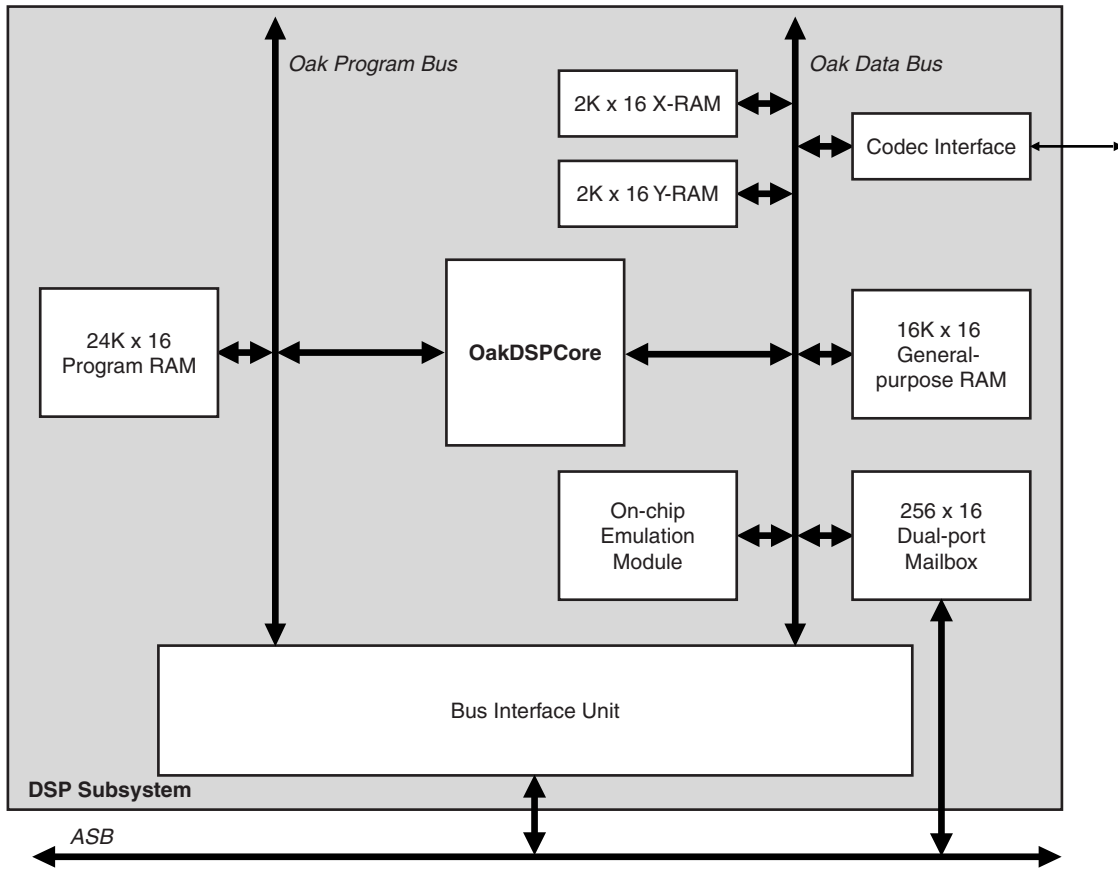 Oak Program Bus
Oak Data Bus
2K x 16 X-RAM
Codec Interface
2K x 16 Y-RAM
24K x 16
Program RAM
OakDSPCore
16K x 16
General-
purpose RAM
On-chip
Emulation
Module
256 x 16
Dual-port
Mailbox
Bus Interface Unit
DSP Subsystem
ASB